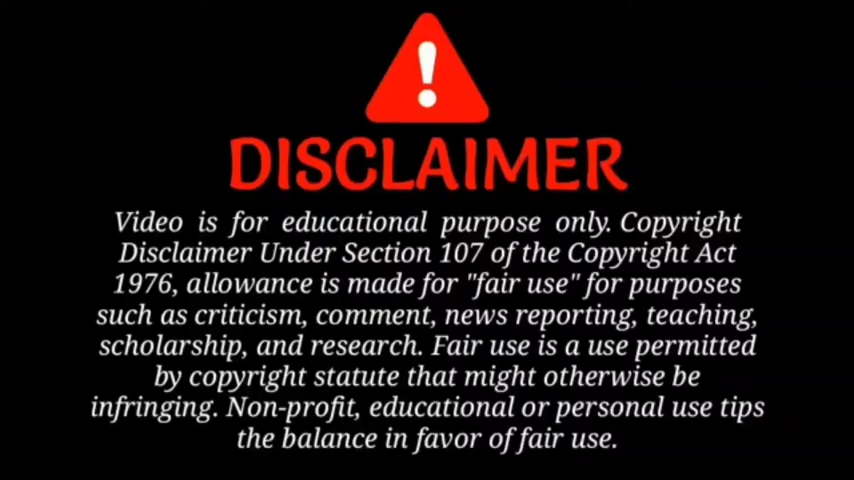 DISCLAIMER
Video is for educational purpose only. Copyright
Disclaimer Under Section 107 of the Copyright Act
1976, allowance is made for "fair use" for purposes
such as criticism, comment, news reporting, teaching,
scholarship, and research. Fair use is a use permitted
by copyright statute that might otherwise be
infringing. Non-profit, educational or personal use tips
the balance in favor of fair use.